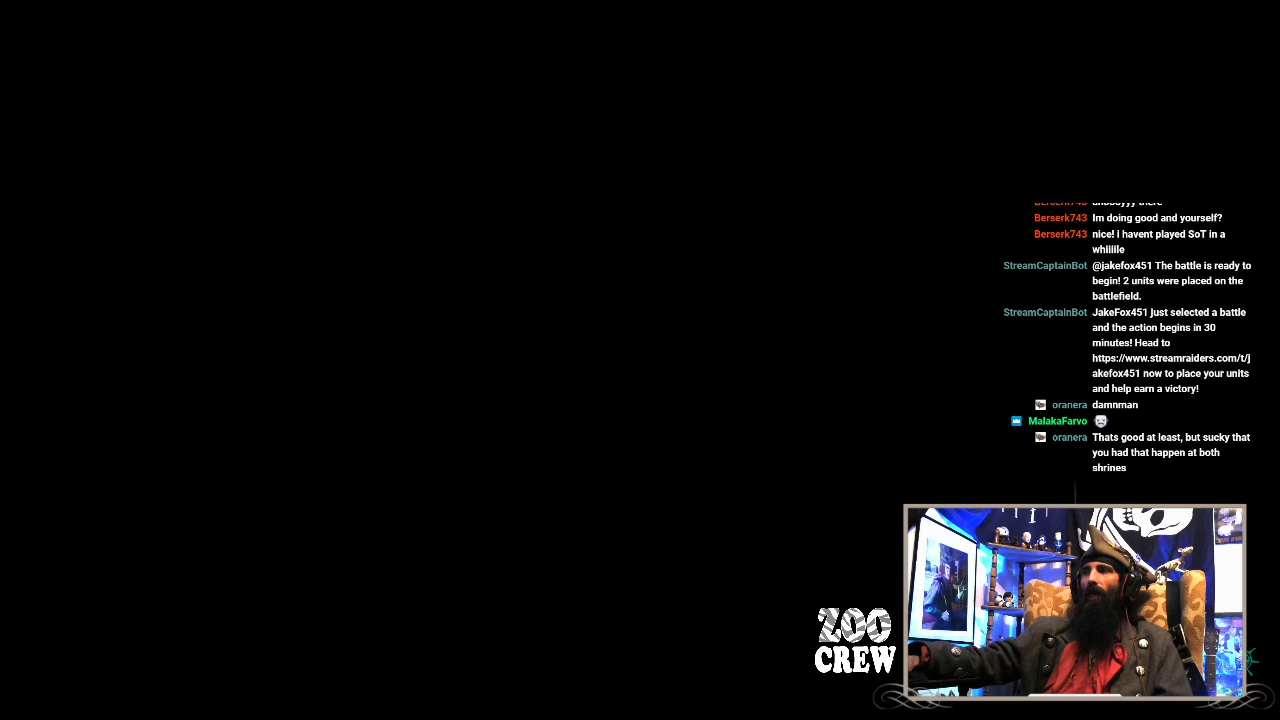 Berserk743 Im doing good and yourself?
Berserk743 nice! i havent played SoT in a
whiiiile
StreamCaptainBot @jakefox451 The battle is ready to
begin! 2 units were placed on the
battlefield.
StreamCaptainBot JakeFox451 just selected a battle
and the action begins in 30
minutes! Head to
https://www.streamraiders.com/t/j
akefox451 now to place your units
and help earn a victory!
oranera damnman
MalakaFarvo
oranera Thats good at least, but sucky that
you had that happen at both
shrines
ZOO
CREW